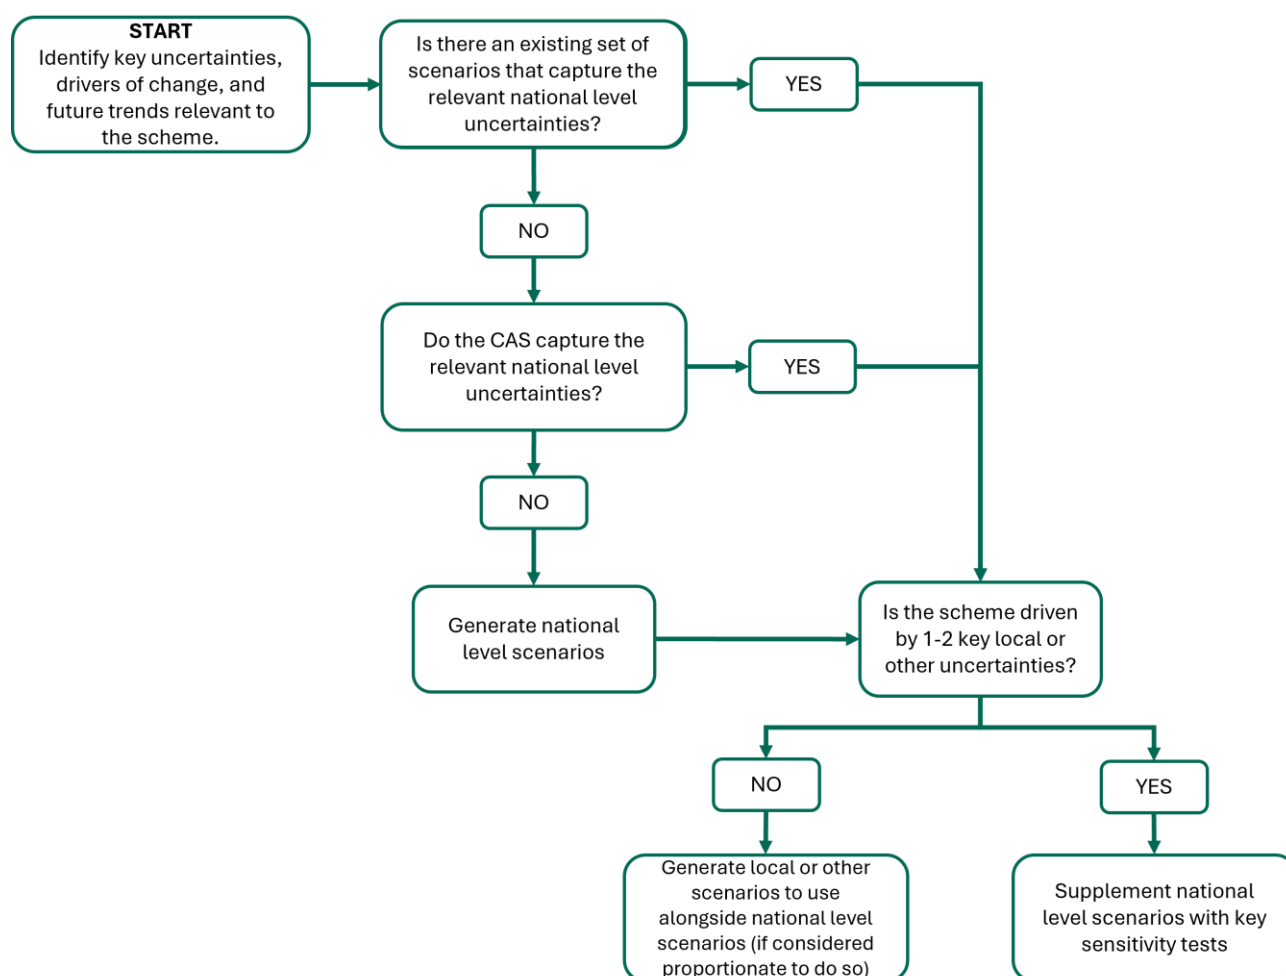 START
Identify key uncertainties,
drivers of change, and
future trends relevant to
the scheme.
Is there an existing set of
scenarios that capture the
relevant national level
uncertainties?
YES
NO
Do the CAS capture the
relevant national level
uncertainties?
YES
NO
Generate national
level scenarios
Is the scheme driven
by 1-2 key local or
other uncertainties?
NO
YES
Generate local or other
scenarios to use
alongside national level
scenarios (if considered
proportionate to do so)
Supplement national
level scenarios with key
sensitivity tests